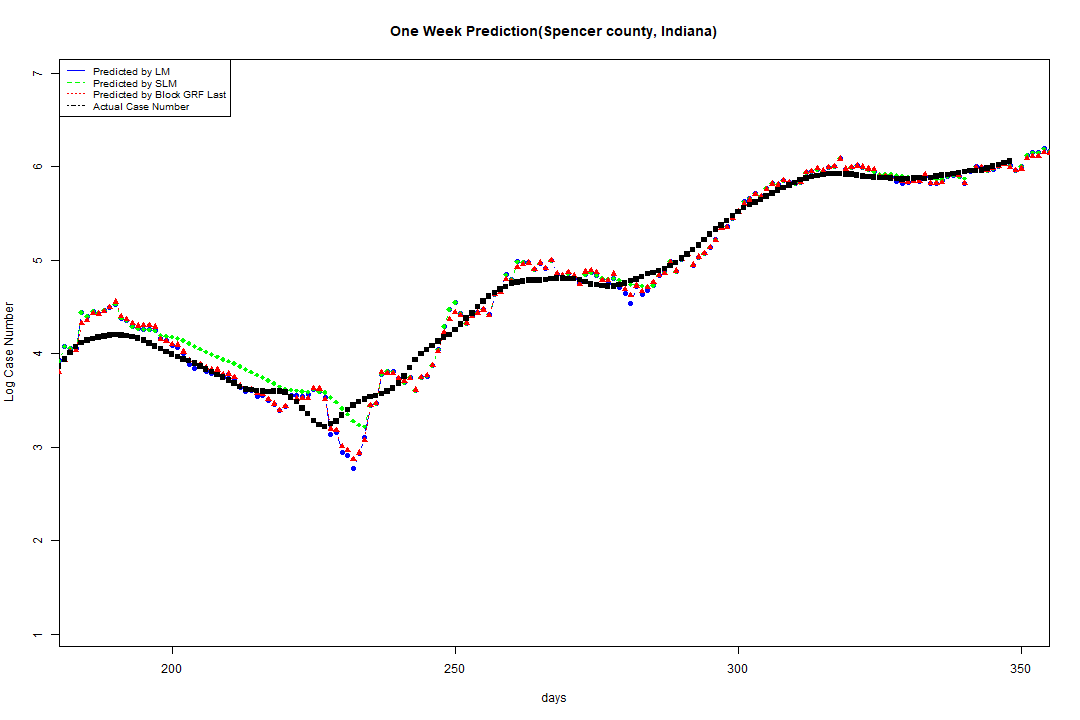 One Week Prediction(Spencer county, Indiana)
Predicted by LM
Predicted by SLM
Predicted by Block GRF Last
Actual Case Number
7
6
5
4
3
2
1
Log Case Number
200 250 300 350
days